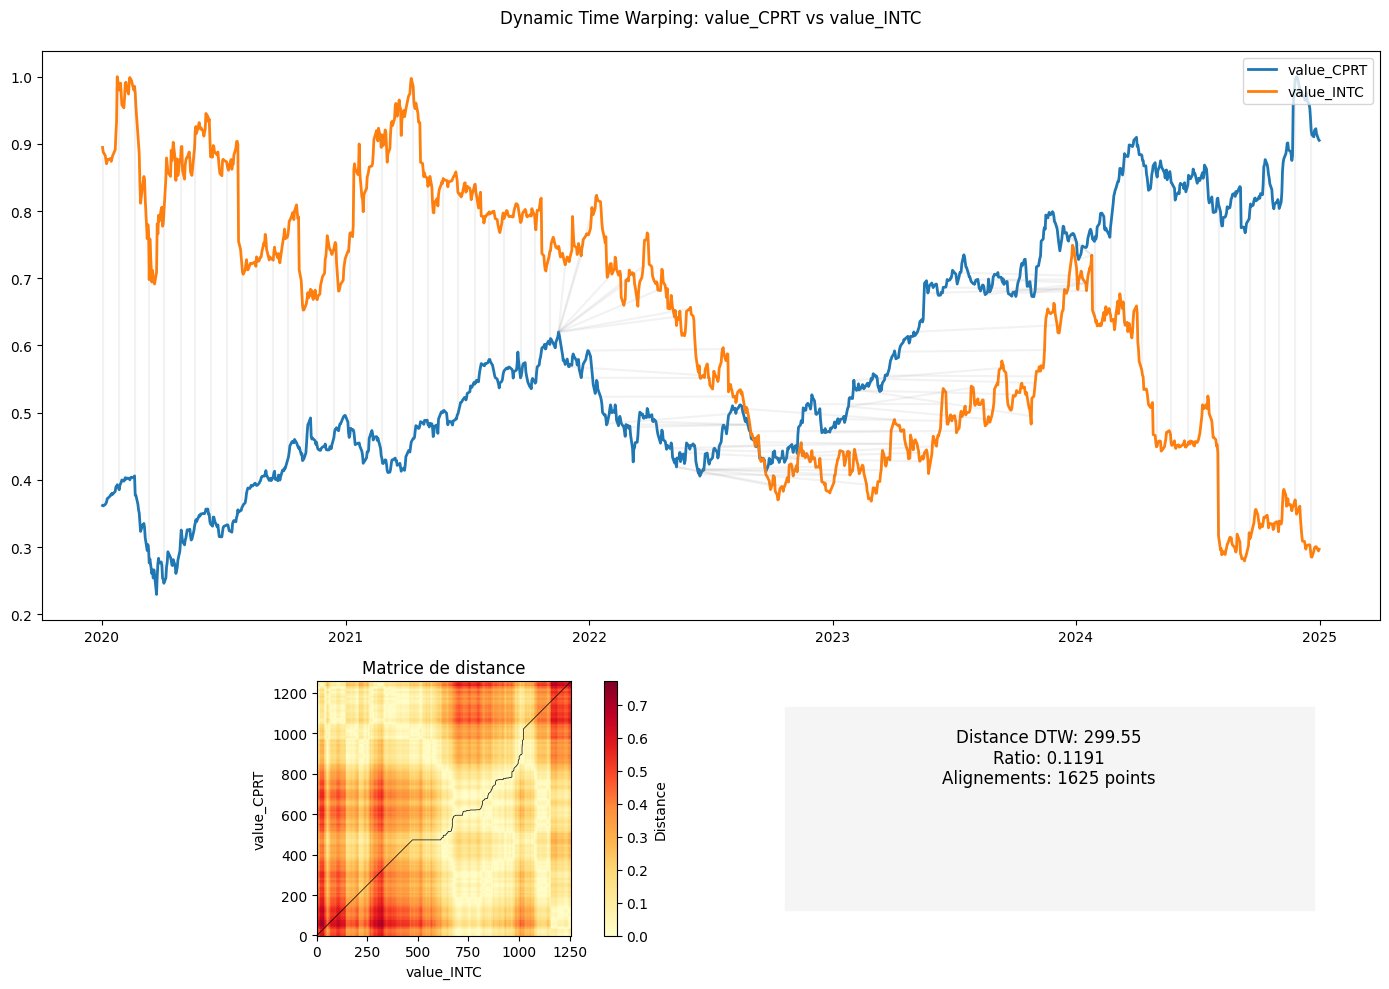 Dynamic Time Warping: value_CPRT vs value_INTC
value_CPRT
value_INTC
1.0
0.9
0.8
0.7
0.6
0.5
0.4
0.3
0.2
2020 2021 2022 2023 2024 2025
Matrice de distance
1200
1000
800
600
400
200
0
value_CPRT
0 250 500 750 1000 1250
value_INTC
0.7
0.6
0.5
0.4
0.3
0.2
0.1
0.0
Distance
Distance DTW: 299.55
Ratio: 0.1191
Alignements: 1625 points